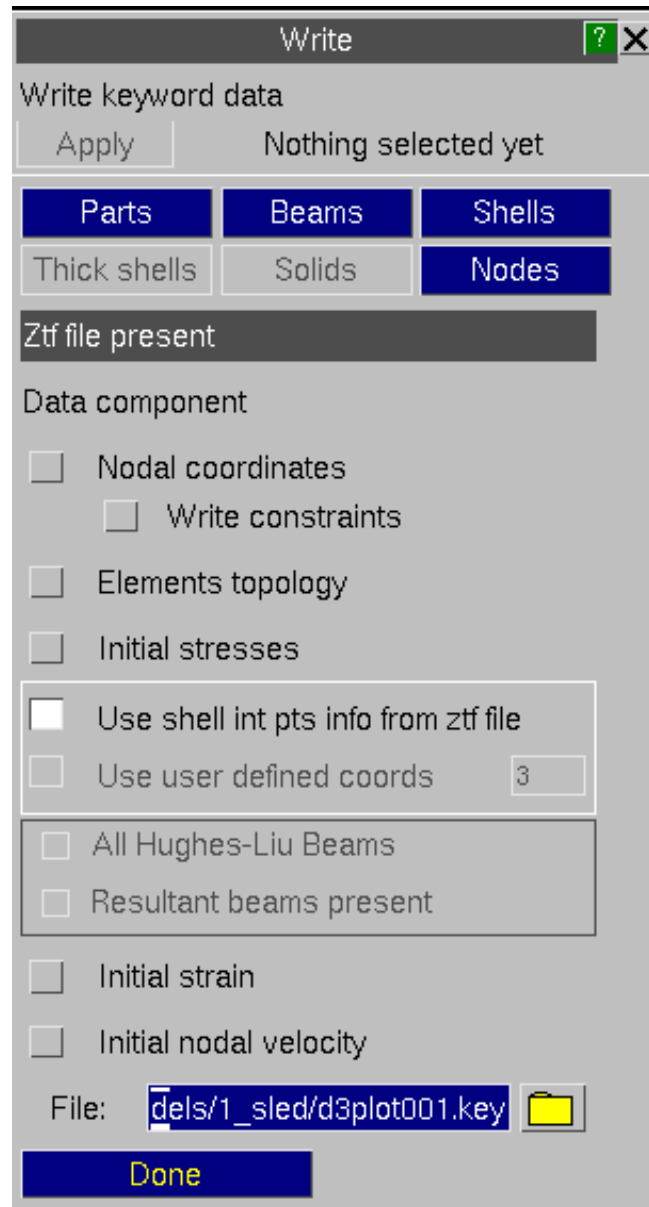 Write ? X
Write keyword data
Apply Nothing selected yet
Parts Beams Shells
Thick shells Solids Nodes
Ztf file present
Data component
Nodal coordinates
Write constraints
Elements topology
Initial stresses
Use shell int pts info from ztf file
Use user defined coords 3
All Hughes-Liu Beams
Resultant beams present
Initial strain
Initial nodal velocity
File: dels/1_sled/d3plot001.key
Done